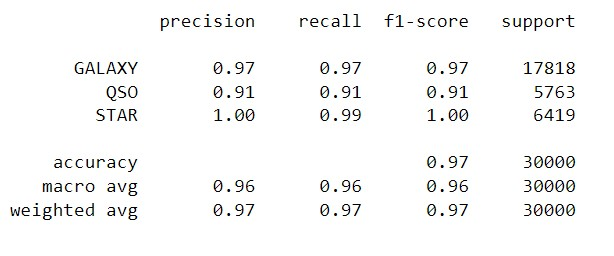 precision recall f1-score support
GALAXY 0.97 0.97 0.97 17818
QSO 0.91 0.91 0.91 5763
STAR 1.00 0.99 1.00 6419
accuracy 0.97 30000
macro avg 0.96 0.96 0.96 30000
weighted avg 0.97 0.97 0.97 30000